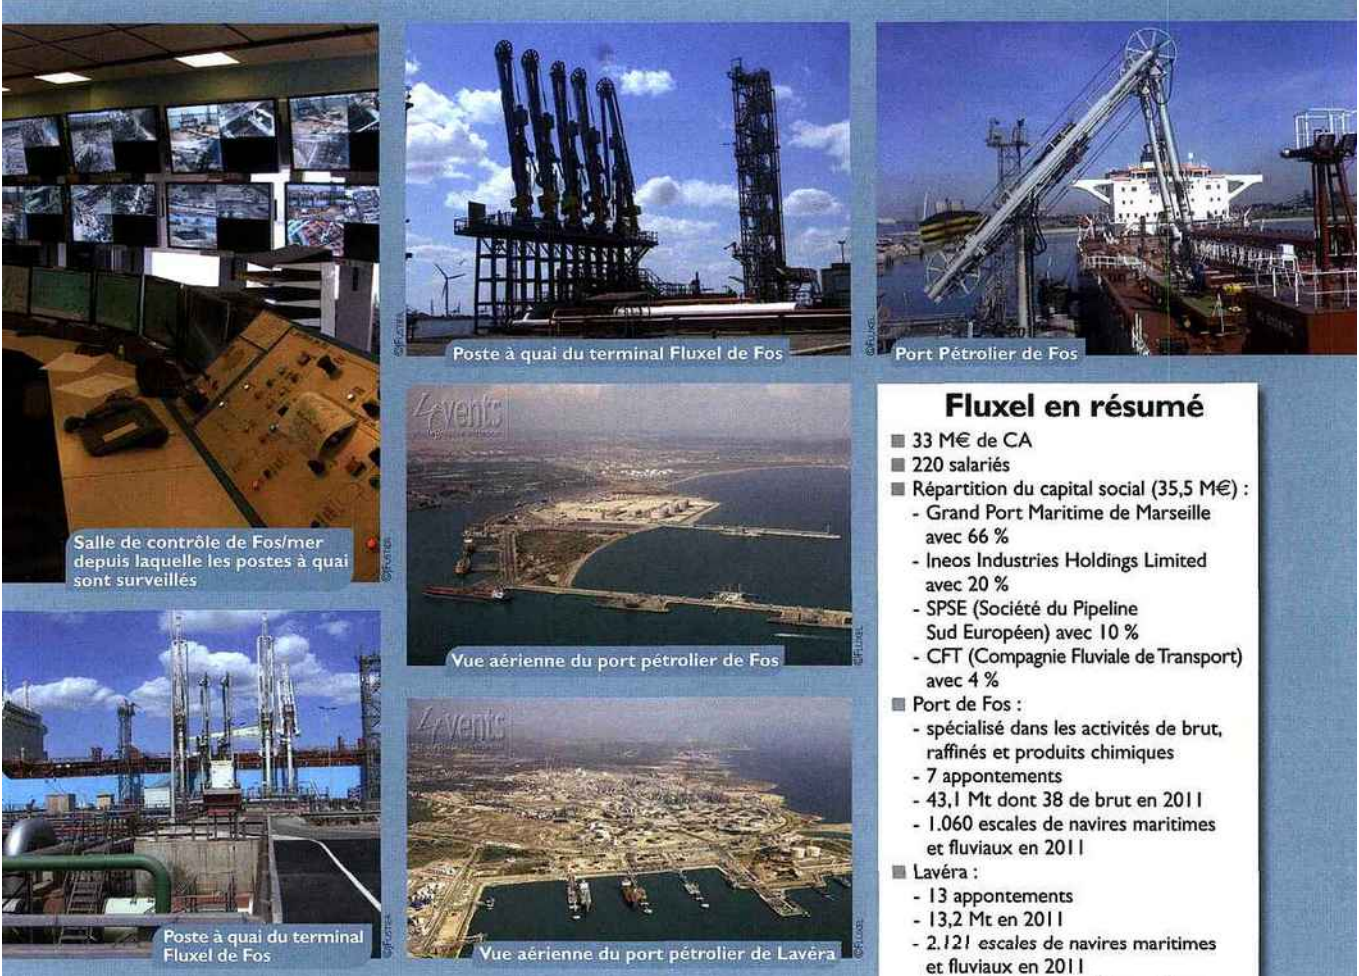 Poste à quai du terminal Fluxel de Fos
Port Pétrolier de Fos
Salle de contrôle de Fos/mer
depuis laquelle les postes à quai
sont surveillés
©JFUSTER
©FLUXEL
4vents
Vue aérienne du port pétrolier de Fos
©FLUXEL
Poste à quai du terminal
Fluxel de Fos
©JFUSTER
4vents
Vue aérienne du port pétrolier de Lavéra
©FLUXEL
Fluxel en résumé
33 M€ de CA
220 salariés
Répartition du capital social (35,5 M€) :
- Grand Port Maritime de Marseille
avec 66 %
- Ineos Industries Holdings Limited
avec 20 %
- SPSE (Société du Pipeline
Sud Européen) avec 10 %
- CFT (Compagnie Fluviale de Transport)
avec 4 %
Port de Fos :
- spécialisé dans les activités de brut,
raffinés et produits chimiques
- 7 appontements
- 43,1 Mt dont 38 de brut en 2011
- 1.060 escales de navires maritimes
et fluviaux en 2011
Lavéra :
- 13 appontements
- 13,2 Mt en 2011
- 2.121 escales de navires maritimes
et fluviaux en 2011